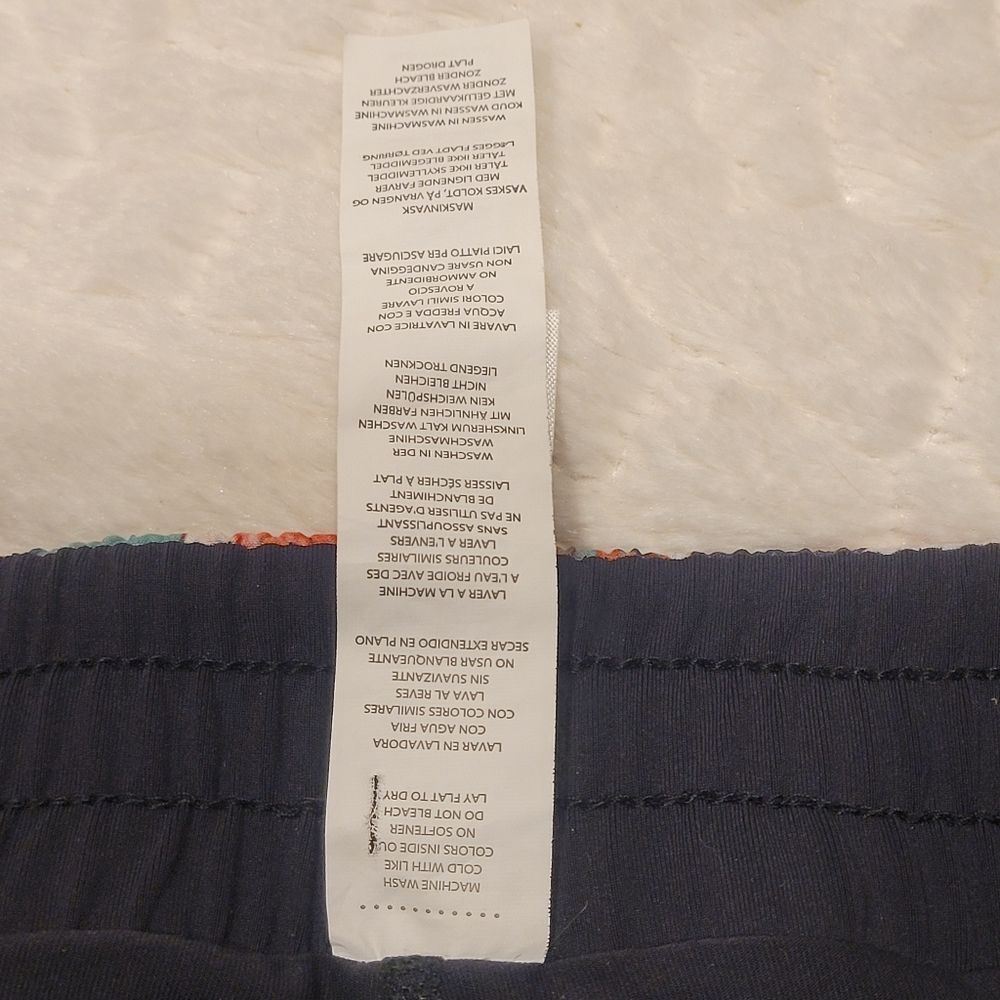 MACHINE WASH
COLD WITH LIKE
COLORS INSIDE OU
NO SOFTENER
DO NOT BLEACH
LAY FLAT TO DRY
LAVAR EN LAVADORA
CON AGUA FRIA
CON COLORES SIMILARES
LAVA AL REVES
SIN SUAVIZANTE
NO USAR BLANQUEANTE
SECAR EXTENDIDO EN PLANO
LAVER A LA MACHINE
A L'EAU FROIDE AVEC DES
COULEURS SIMILAIRES
LAVER A L'ENVERS
SANS ASSOUPLISSANT
NE PAS UTILISER D'AGENTS
DE BLANCHIMENT
LAISSER SÉCHER À PLAT
WASCHEN IN DER
WASCHMASCHINE
LINKSHERUM KALT WASCHEN
MIT ÄHNLICHEN FARBEN
KEIN WEICHSPÜLEN
NICHT BLEICHEN
LIEGEND TROCKNEN
LAVARE IN LAVATRICE CON
ACQUA FREDDA E CON
COLORI SIMILI LAVARE
A ROVESCIO
NO AMMORBIDENTE
NON USARE CANDEGGINA
LAICI PIATTO PER ASCIUGARE
MASKINVASK
VASKES KOLDT, PÅ VRANGEN OG
MED LIGNENDE FARVER
TÅLER IKKE SKYLLEMIDDEL
TÅLER IKKE BLEGEMIDDEL
LÆGGES FLADT VED TØRRING
WASSEN IN WASMACHINE
KOUD WASSEN IN WASMACHINE
MET GELIJKAARDIGE KLEUREN
ZONDER WASVERZACHTER
ZONDER BLEACH
PLAT DROGEN